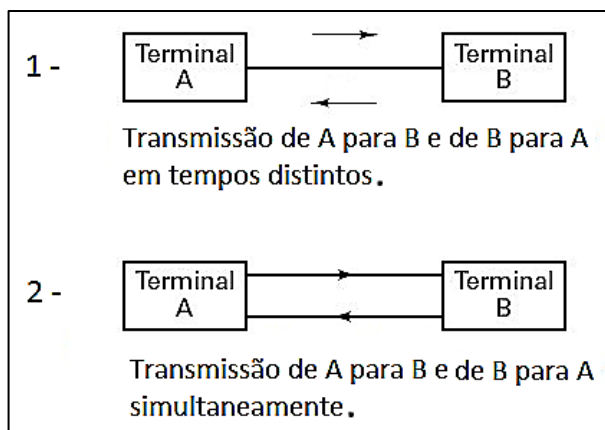 1 -
Terminal A
Terminal B
Transmissão de A para B e de B para A
em tempos distintos.
2 -
Terminal A
Terminal B
Transmissão de A para B e de B para A
simultaneamente.